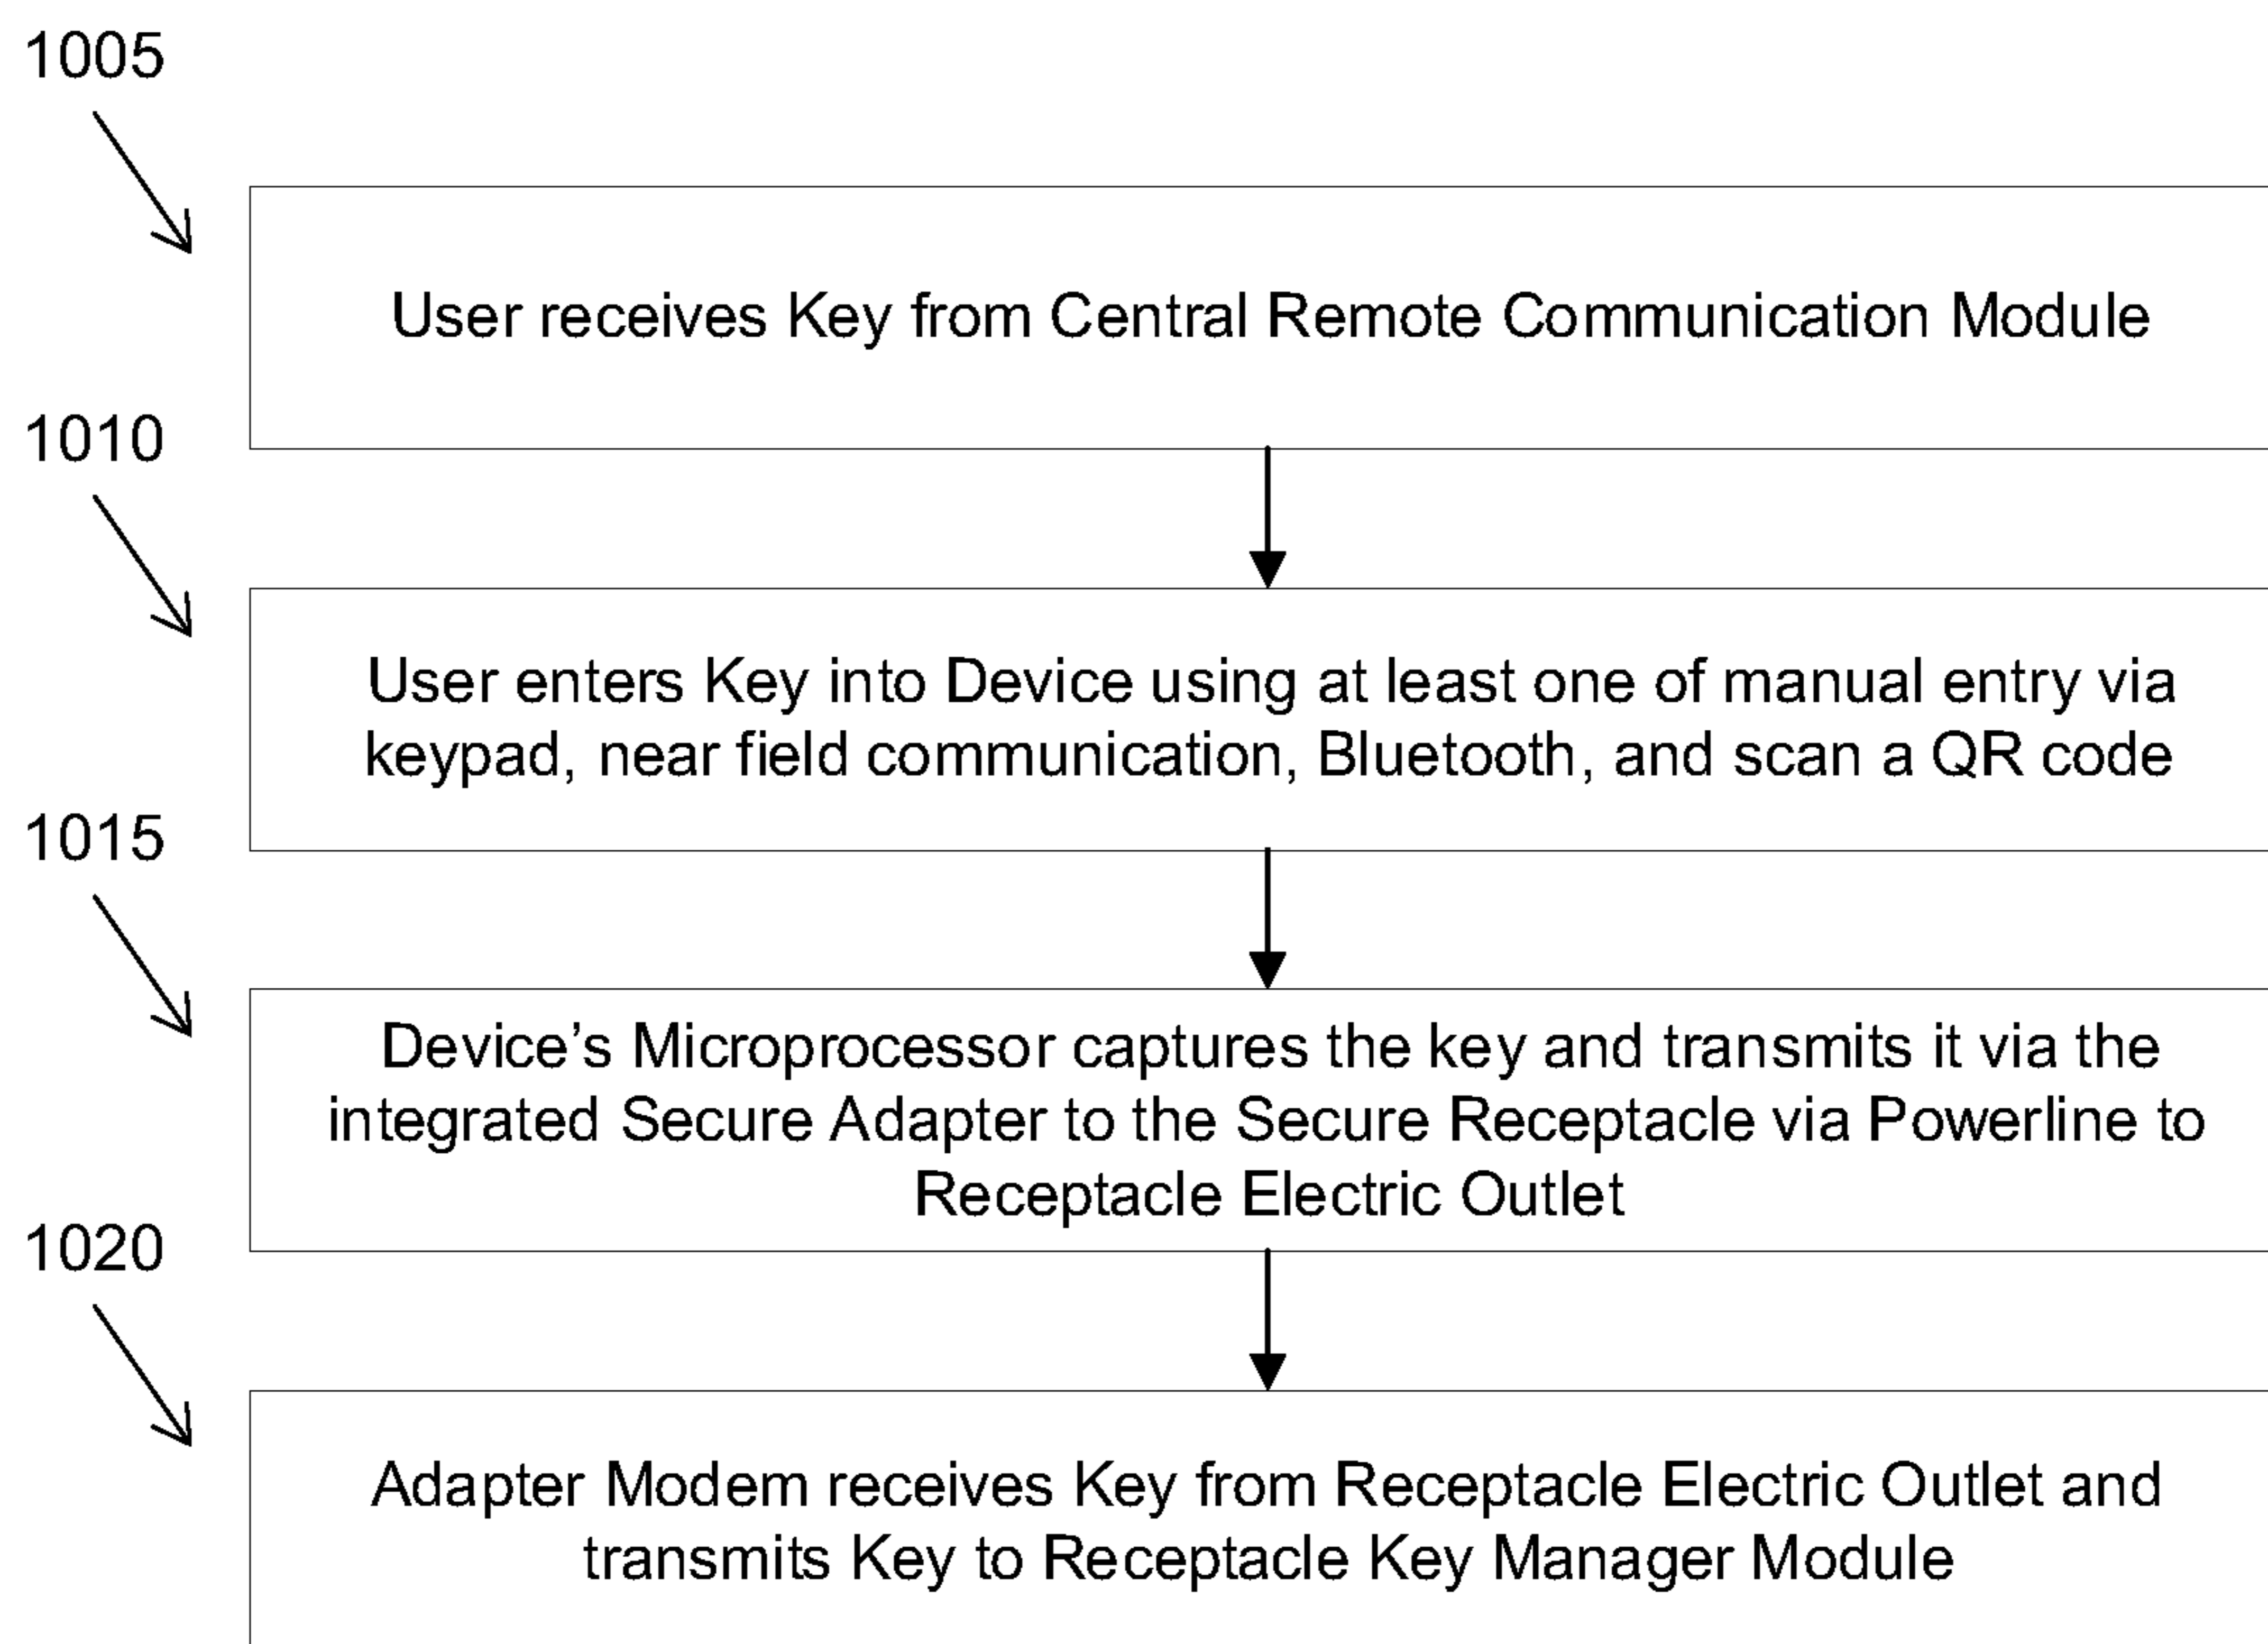 1005
User receives Key from Central Remote Communication Module
1010
User enters Key into Device using at least one of manual entry via
keypad, near field communication, Bluetooth, and scan a QR code
1015
Device's Microprocessor captures the key and transmits it via the
integrated Secure Adapter to the Secure Receptacle via Powerline to
Receptacle Electric Outlet
1020
Adapter Modem receives Key from Receptacle Electric Outlet and
transmits Key to Receptacle Key Manager Module